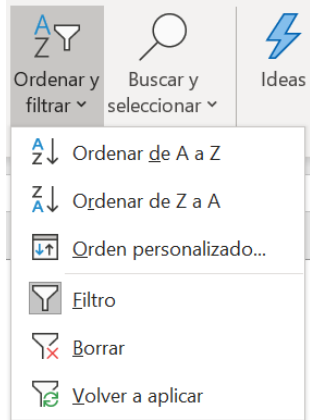 Ordenar y
filtrar
Buscar y
seleccionar
Ideas
Ordenar de A a Z
Ordenar de Z a A
Orden personalizado...
Filtro
Borrar
Volver a aplicar